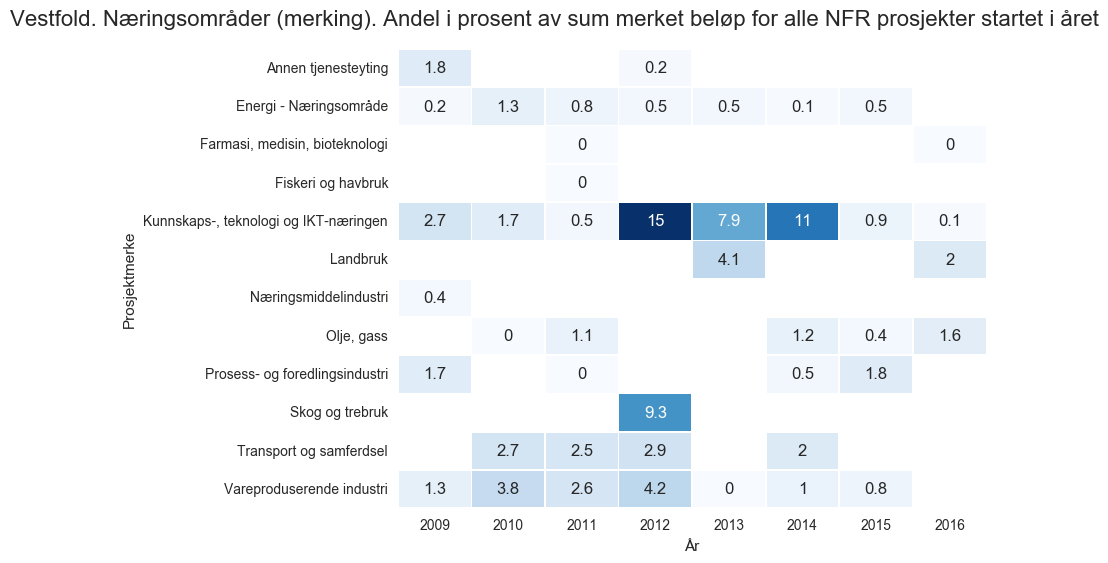 Vestfold. Næringsområder (merking). Andel i prosent av sum merket beløp for alle NFR prosjekter startet i året
Prosjektmerke
Annen tjenesteyting 1.8 0.2
Energi - Næringsområde 0.2 1.3 0.8 0.5 0.5 0.1 0.5
Farmasi, medisin, bioteknologi 0 0
Fiskeri og havbruk 0
Kunnskaps-, teknologi og IKT-næringen 2.7 1.7 0.5 15 7.9 11 0.9 0.1
Landbruk 4.1 2
Næringsmiddelindustri 0.4
Olje, gass 0 1.1 1.2 0.4 1.6
Prosess- og foredlingsindustri 1.7 0 0.5 1.8
Skog og trebruk 9.3
Transport og samferdsel 2.7 2.5 2.9 2
Vareproduserende industri 1.3 3.8 2.6 4.2 0 1 0.8
2009 2010 2011 2012 2013 2014 2015 2016
År